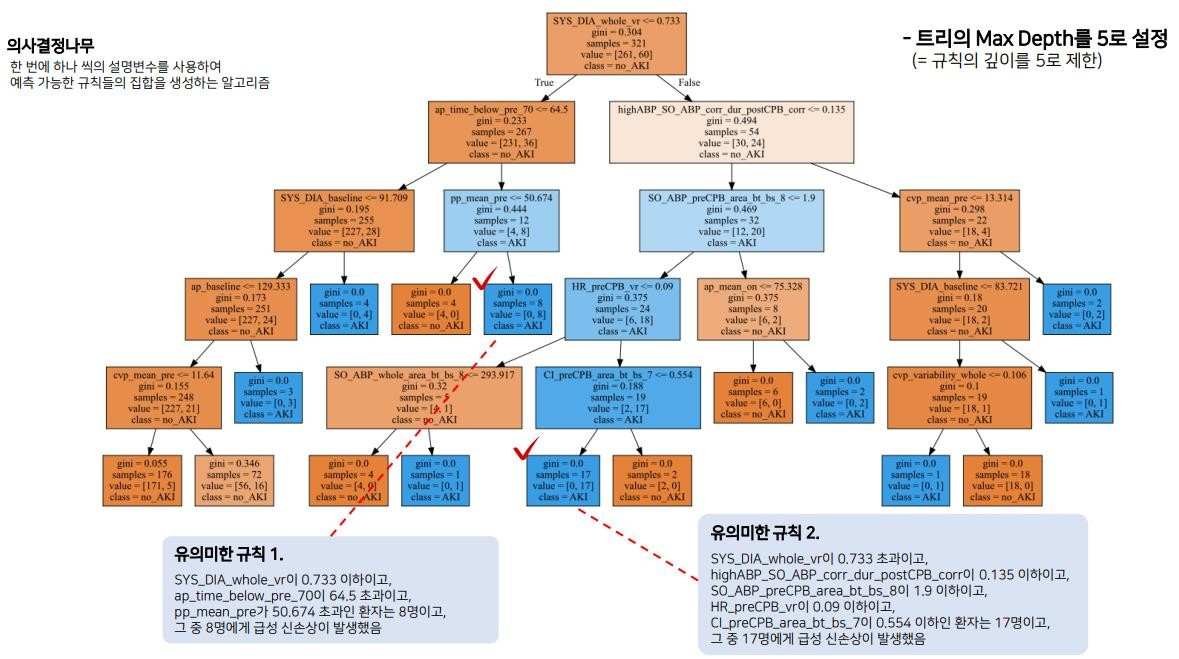 의사결정나무
한 번에 하나 씩의 설명변수를 사용하여
예측 가능한 규칙들의 집합을 생성하는 알고리즘
- 트리의 Max Depth를 5로 설정
(= 규칙의 깊이를 5로 제한)
SYS_DIA_whole_vr <= 0.733
gini = 0.304
samples = 321
value = [261, 60]
class = no_AKI
True
False
ap_time_below_pre_70 <= 64.5
gini = 0.233
samples = 267
value = [231, 36]
class = no_AKI
highABP_SO_ABP_corr_dur_postCPB_corr <= 0.135
gini = 0.494
samples = 54
value = [30, 24]
class = no_AKI
SYS_DIA_baseline <= 91.709
gini = 0.195
samples = 255
value = [227, 28]
class = no_AKI
pp_mean_pre <= 50.674
gini = 0.444
samples = 12
value = [4, 8]
class = AKI
SO_ABP_preCPB_area_bt_bs_8 <= 1.9
gini = 0.469
samples = 32
value = [12, 20]
class = AKI
cvp_mean_pre <= 13.314
gini = 0.298
samples = 22
value = [18, 4]
class = no_AKI
ap_baseline <= 129.333
gini = 0.173
samples = 251
value = [227, 24]
class = no_AKI
gini = 0.0
samples = 4
value = [0, 4]
class = AKI
gini = 0.0
samples = 4
value = [4, 0]
class = no_AKI
gini = 0.0
samples = 8
value = [0, 8]
class = AKI
HR_preCPB_vr <= 0.09
gini = 0.375
samples = 24
value = [6, 18]
class = AKI
ap_mean_on <= 75.328
gini = 0.375
samples = 8
value = [6, 2]
class = no_AKI
SYS_DIA_baseline <= 83.721
gini = 0.18
samples = 20
value = [18, 2]
class = no_AKI
gini = 0.0
samples = 2
value = [0, 2]
class = AKI
cvp_mean_pre <= 11.64
gini = 0.155
samples = 248
value = [227, 21]
class = no_AKI
gini = 0.0
samples = 3
value = [0, 3]
class = AKI
SO_ABP_whole_area_bt_bs_8 <= 293.917
gini = 0.32
samples = 5
value = [4, 1]
class = no_AKI
CI_preCPB_area_bt_bs_7 <= 0.554
gini = 0.188
samples = 19
value = [2, 17]
class = AKI
gini = 0.0
samples = 6
value = [6, 0]
class = no_AKI
gini = 0.0
samples = 2
value = [0, 2]
class = AKI
cvp_variability_whole <= 0.106
gini = 0.1
samples = 19
value = [18, 1]
class = no_AKI
gini = 0.0
samples = 1
value = [0, 1]
class = AKI
gini = 0.055
samples = 176
value = [171, 5]
class = no_AKI
gini = 0.346
samples = 72
value = [56, 16]
class = no_AKI
gini = 0.0
samples = 4
value = [4, 0]
class = no_AKI
gini = 0.0
samples = 1
value = [0, 1]
class = AKI
gini = 0.0
samples = 17
value = [0, 17]
class = AKI
gini = 0.0
samples = 2
value = [2, 0]
class = no_AKI
gini = 0.0
samples = 1
value = [0, 1]
class = AKI
gini = 0.0
samples = 18
value = [18, 0]
class = no_AKI
유의미한 규칙 1.
SYS_DIA_whole_vr이 0.733 이하이고,
ap_time_below_pre_70이 64.5 초과이고,
pp_mean_pre가 50.674 초과인 환자는 8명이고,
그 중 8명에게 급성 신손상이 발생했음
유의미한 규칙 2.
SYS_DIA_whole_vr이 0.733 초과이고,
highABP_SO_ABP_corr_dur_postCPB_corr이 0.135 이하이고,
SO_ABP_preCPB_area_bt_bs_8이 1.9 이하이고,
HR_preCPB_vr이 0.09 이하이고,
CI_preCPB_area_bt_bs_7이 0.554 이하인 환자는 17명이고,
그 중 17명에게 급성 신손상이 발생했음